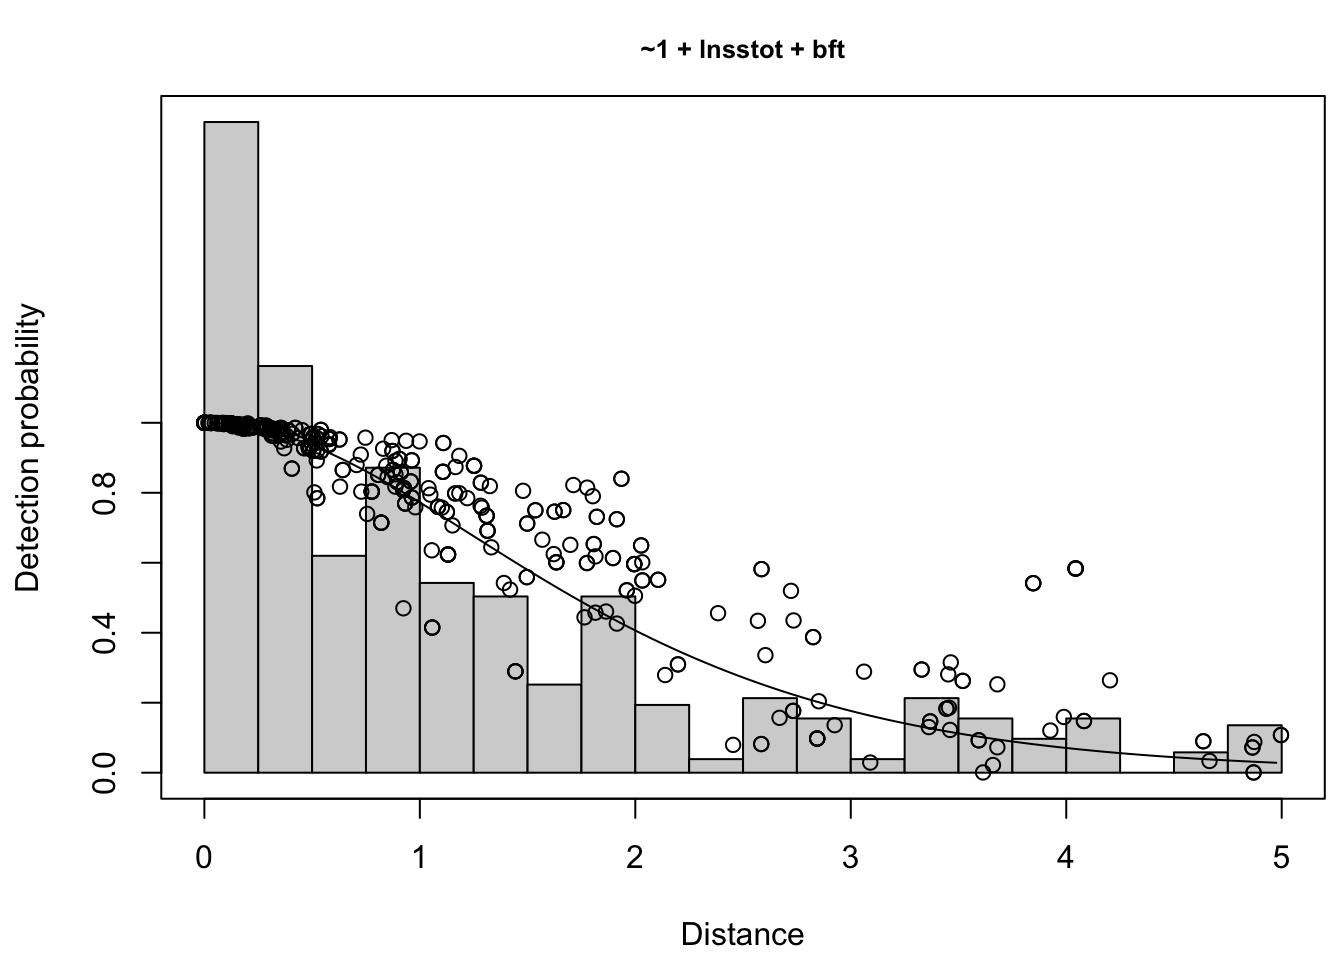 ~1 + lnsstot + bft
Detection probability
0.8
0.4
0.0
0 1 2 3 4 5
Distance